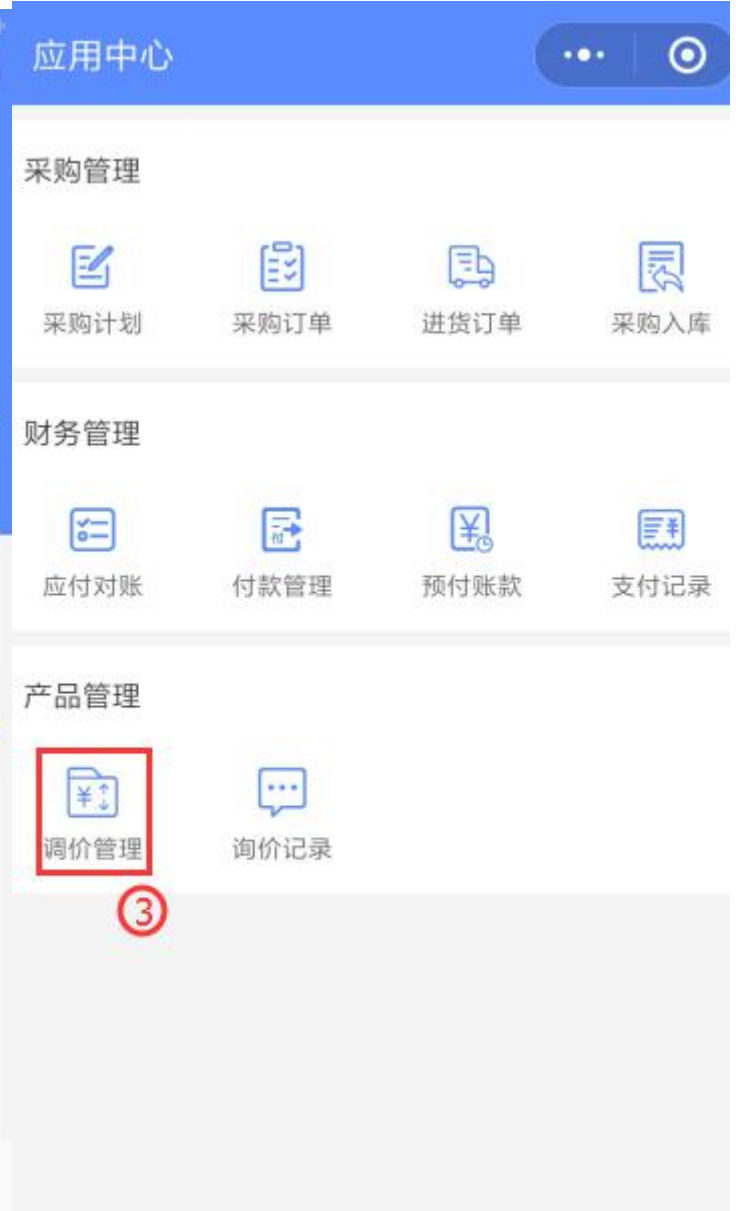 应用中心
采购管理
采购计划 采购订单 进货订单 采购入库
财务管理
付
应付对账 付款管理 预付账款 支付记录
产品管理
调价管理 询价记录
③